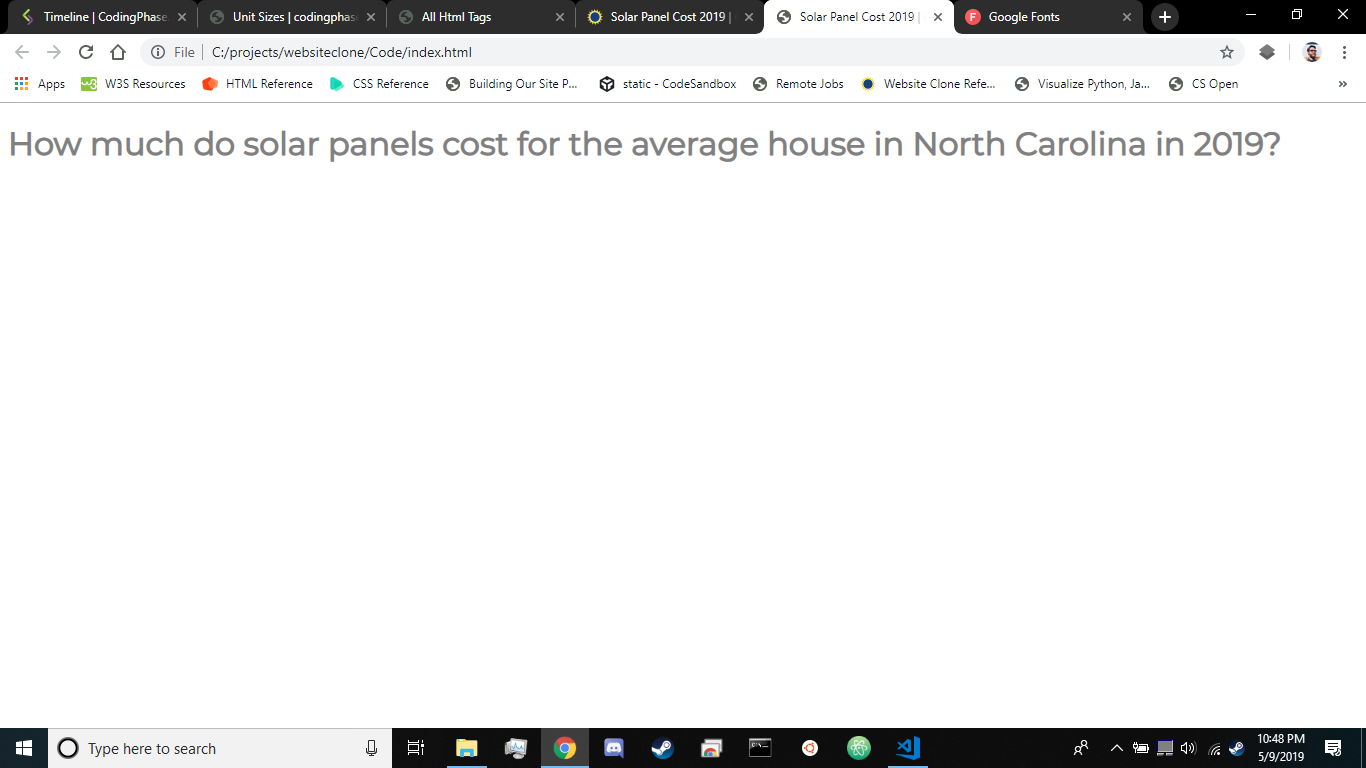 Timeline | CodingPhase
Unit Sizes | codingphase
All Html Tags
Solar Panel Cost 2019 |
Solar Panel Cost 2019 |
F Google Fonts
File C:/projects/websiteclone/Code/index.html
Apps W3S Resources HTML Reference CSS Reference Building Our Site P... static - CodeSandbox Remote Jobs Website Clone Refe... Visualize Python, Ja... CS Open »
How much do solar panels cost for the average house in North Carolina in 2019?
Type here to search
10:48 PM
5/9/2019